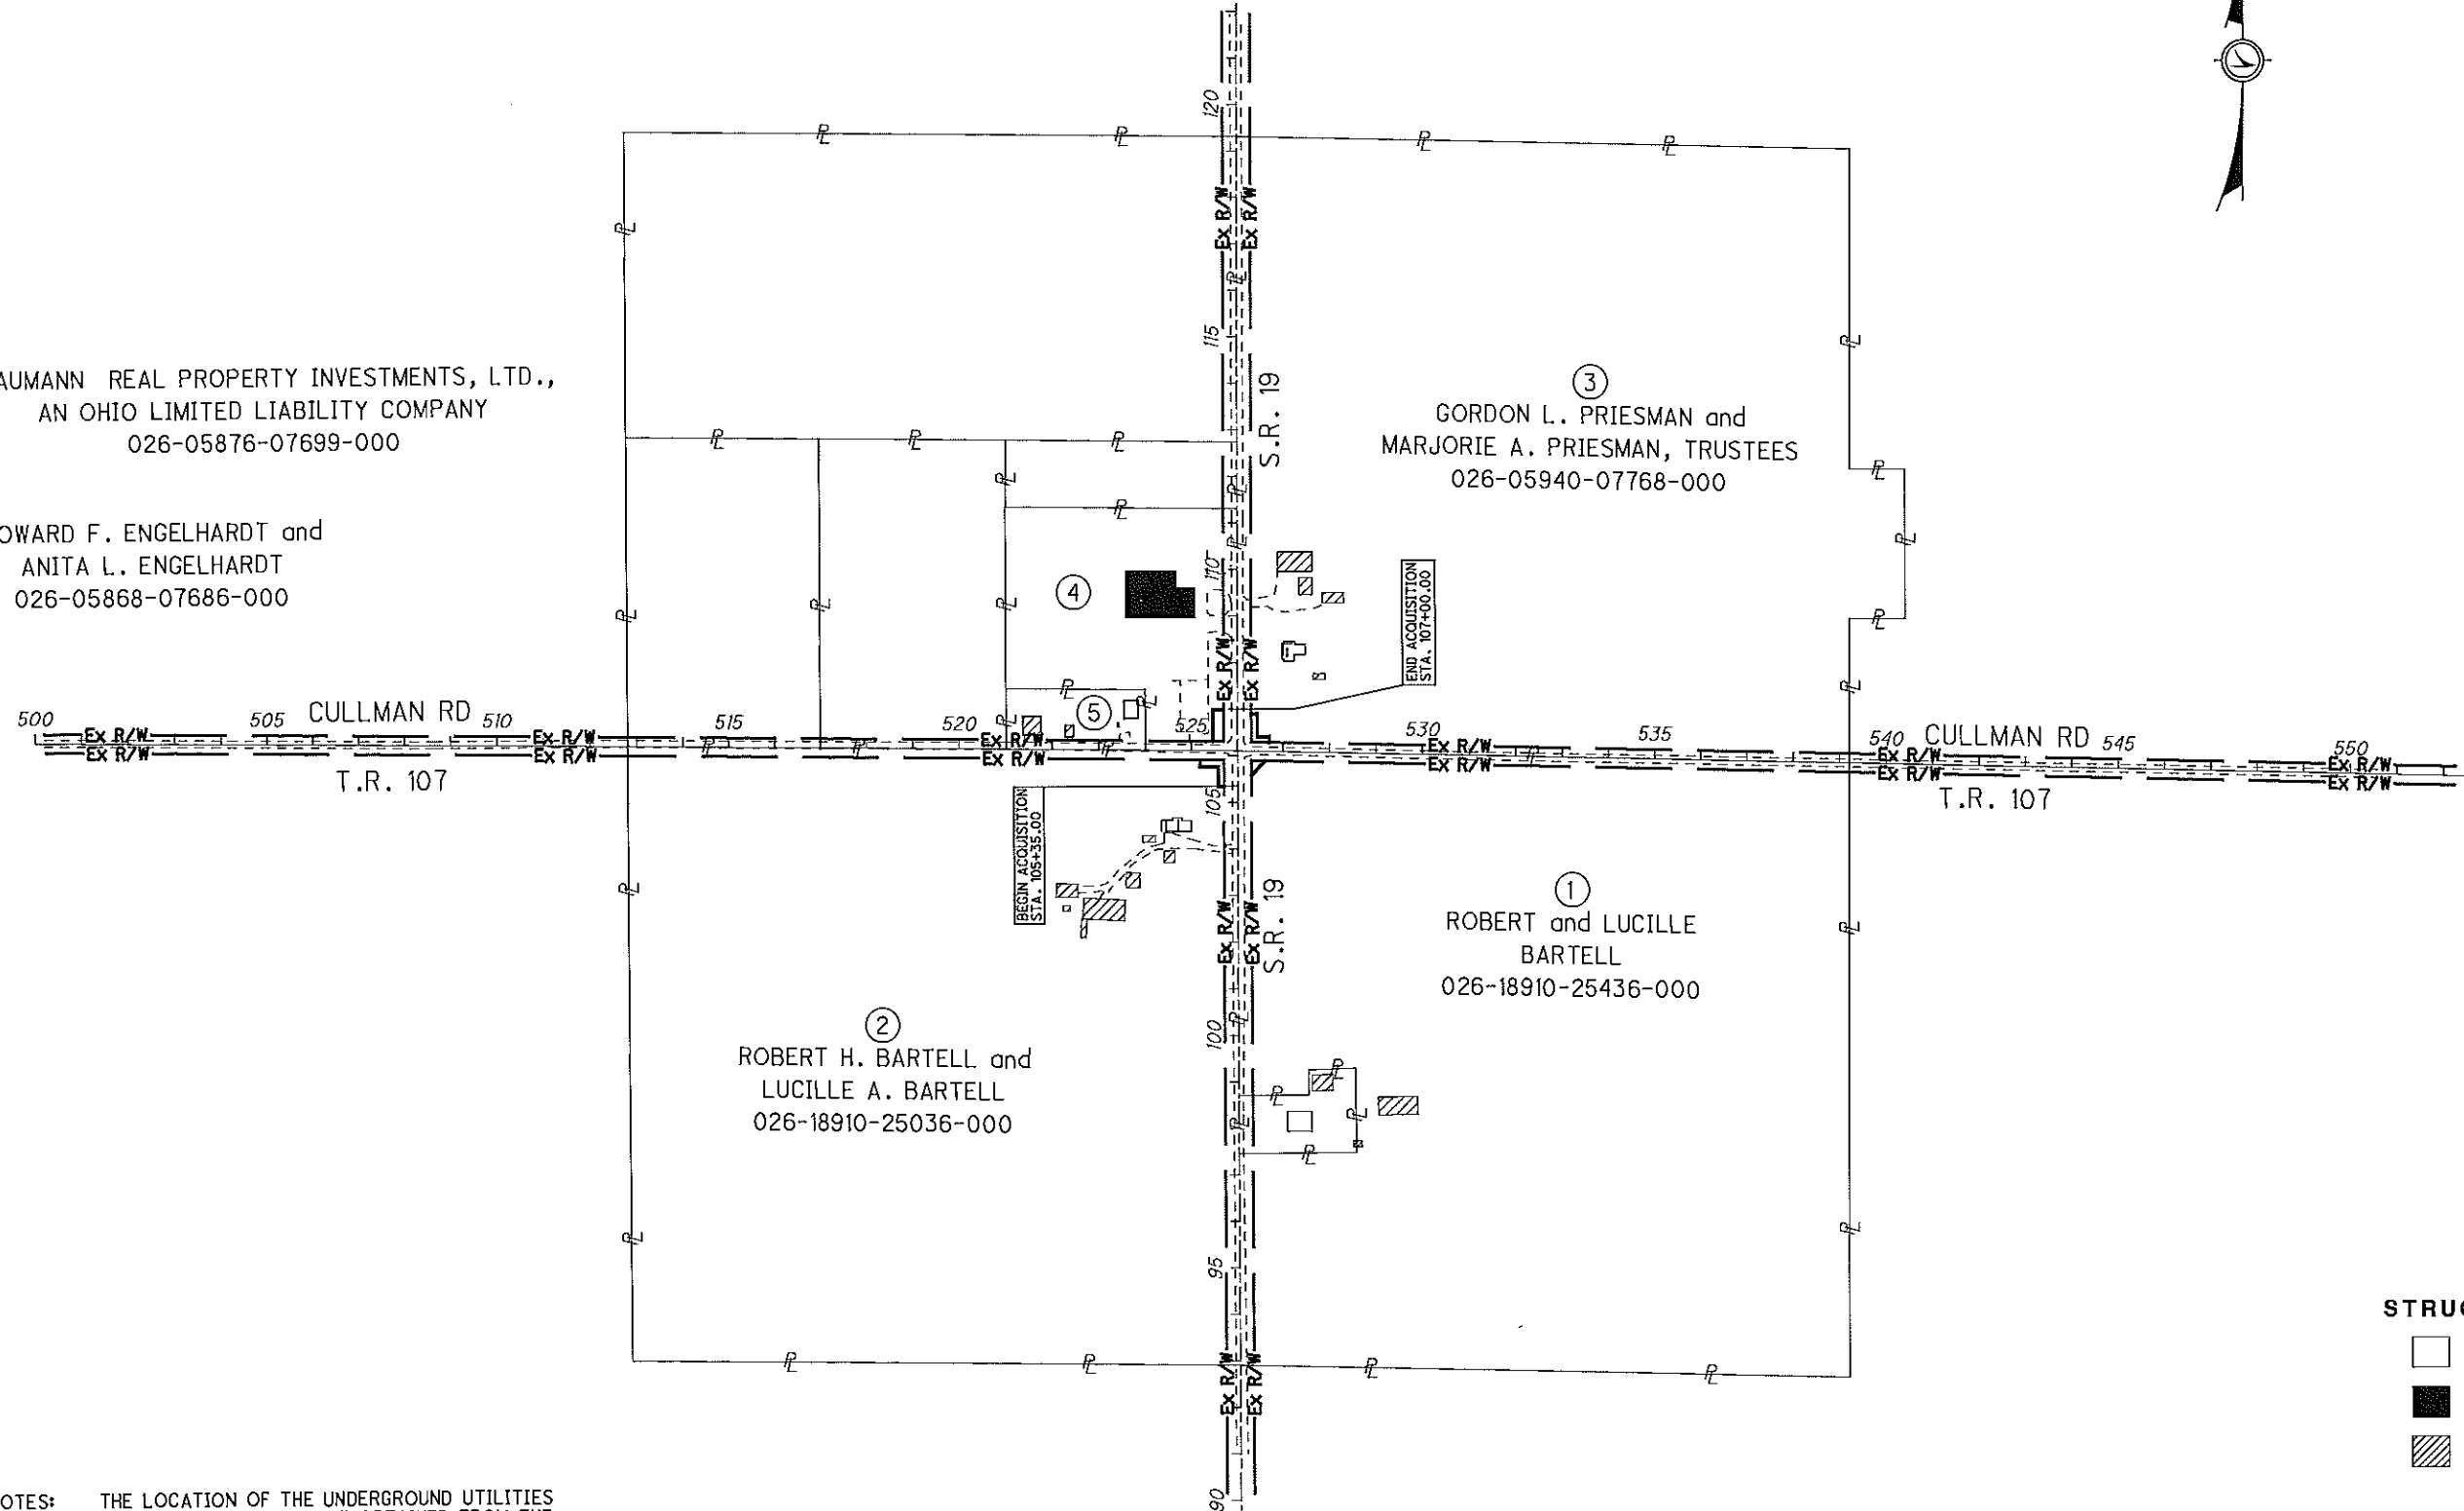 REAL PROPERTY INVESTMENTS, LTD.,
AN OHIO LIMITED LIABILITY COMPANY
026-05876-07699-000
F. ENGELHARDT and
ANITA L. ENGELHARDT
026-05868-07686-000
120
115
110
105
100
95
90
PL
Ex R/W
S.R. 19
3
GORDON L. PRIESMAN and
MARJORIE A. PRIESMAN, TRUSTEES
026-05940-07768-000
4
5
END ACQUISITION
STA. 107+00.00
500
505
CULLMAN RD
510
515
520
525
530
535
540
CULLMAN RD
545
550
T.R. 107
T.R. 107
BEGIN ACQUISITION
STA. 105+35.00
S.R. 19
1
ROBERT and LUCILLE
BARTELL
026-18910-25436-000
2
ROBERT H. BARTELL and
LUCILLE A. BARTELL
026-18910-25036-000
THE LOCATION OF THE UNDERGROUND UTILITIES